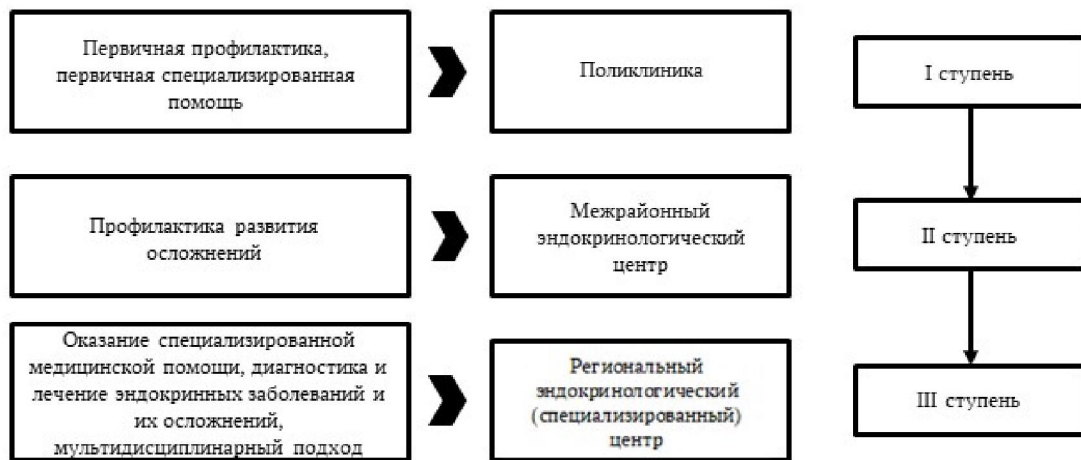 Первичная профилактика,
первичная специализированная
помощь
Поликлиника
I ступень
Профилактика развития
осложнений
Межрайонный
эндокринологический
центр
II ступень
Оказание специализированной
медицинской помощи, диагностика и
лечение эндокринных заболеваний и
их осложнений,
мультидисциплинарный подход
Региональный
эндокринологический
(специализированный)
центр
III ступень